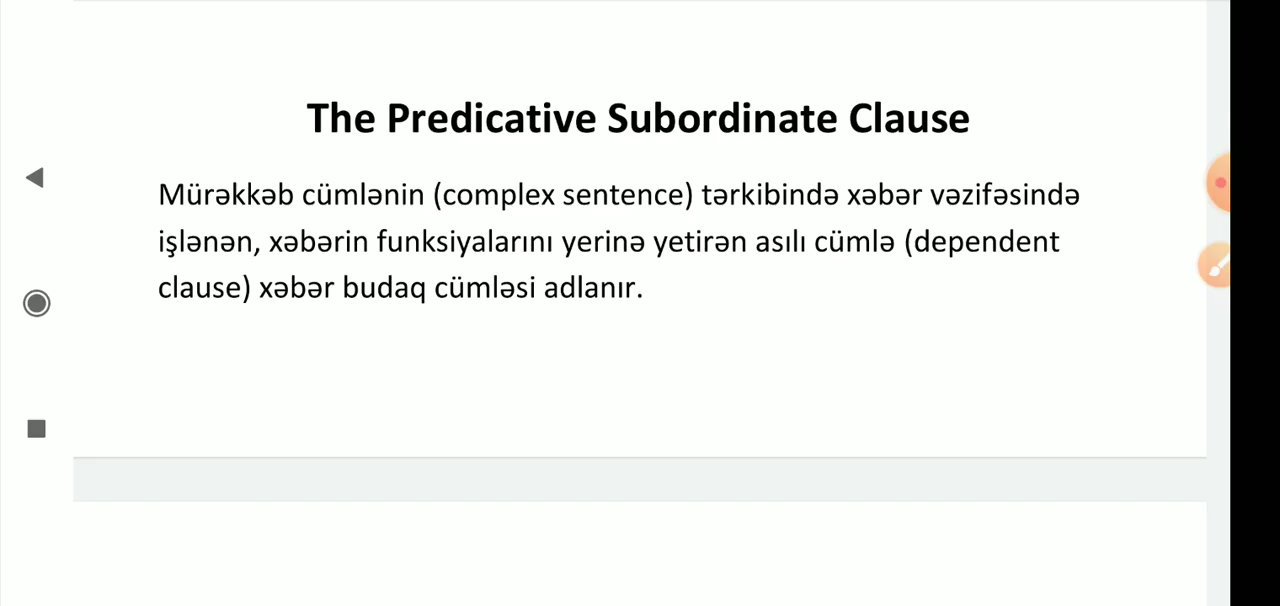 The Predicative Subordinate Clause
Mürəkkəb cümlənin (complex sentence) tərkibində xəbər vəzifəsində
işlənən, xəbərin funksiyalarını yerinə yetirən asılı cümlə (dependent
clause) xəbər budaq cümləsi adlanır.